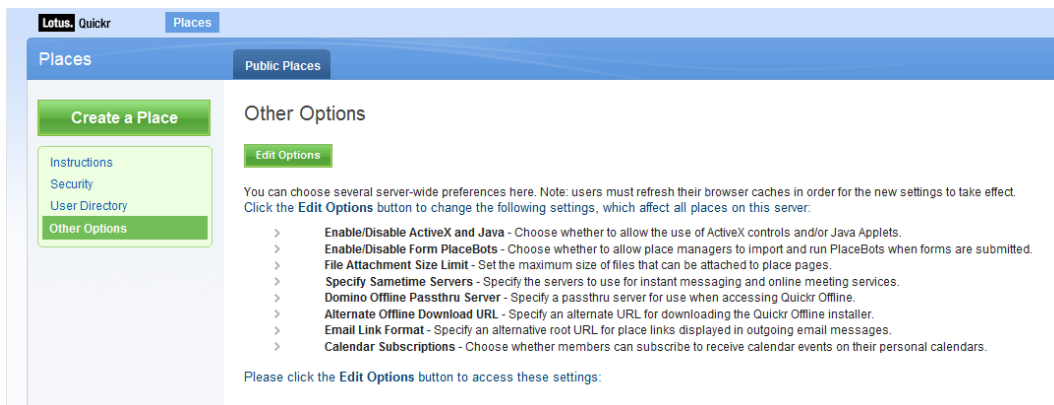 Lotus. Quickr Places
Places
Public Places
Create a Place
Instructions
Security
User Directory
Other Options
Other Options
Edit Options
You can choose several server-wide preferences here. Note: users must refresh their browser caches in order for the new settings to take effect.
Click the Edit Options button to change the following settings, which affect all places on this server:
Enable/Disable ActiveX and Java - Choose whether to allow the use of ActiveX controls and/or Java Applets.
Enable/Disable Form PlaceBots - Choose whether to allow place managers to import and run PlaceBots when forms are submitted.
File Attachment Size Limit - Set the maximum size of files that can be attached to place pages.
Specify Sametime Servers - Specify the servers to use for instant messaging and online meeting services.
Domino Offline Passthru Server - Specify a passthru server for use when accessing Quickr Offline.
Alternate Offline Download URL - Specify an alternate URL for downloading the Quickr Offline installer.
Email Link Format - Specify an alternative root URL for place links displayed in outgoing email messages.
Calendar Subscriptions - Choose whether members can subscribe to receive calendar events on their personal calendars.
Please click the Edit Options button to access these settings: